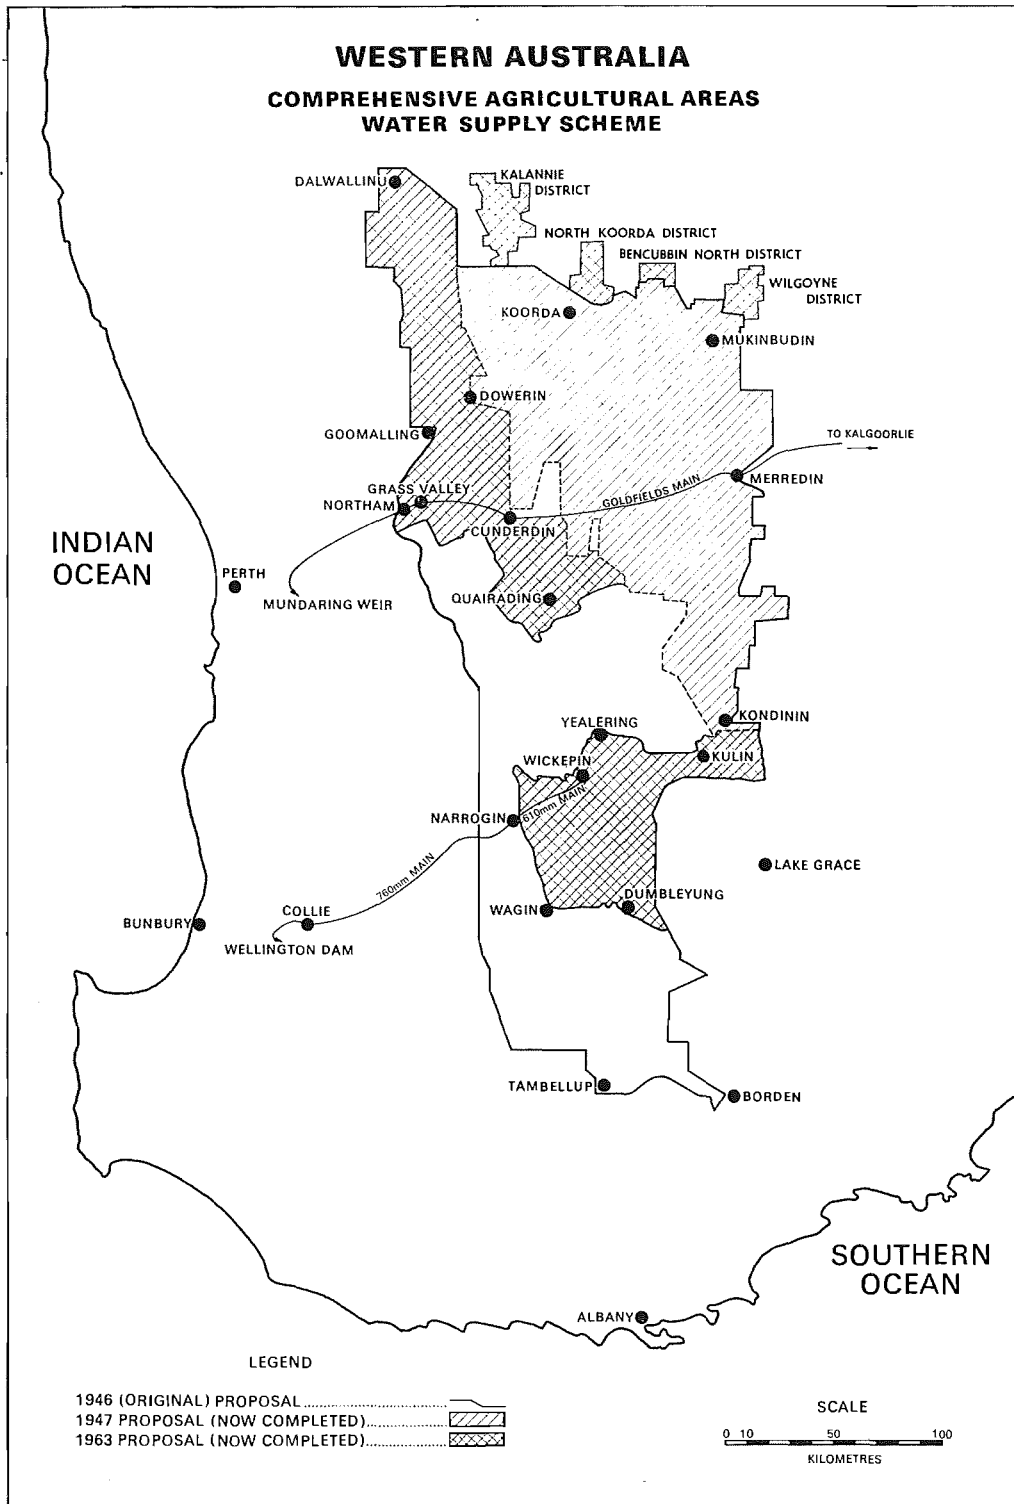 WESTERN AUSTRALIA
COMPREHENSIVE AGRICULTURAL AREAS
WATER SUPPLY SCHEME
DALWALLINU
KALANNIE
DISTRICT
NORTH KOORDA DISTRICT
BENCUBBIN NORTH DISTRICT
WILGOYNE
DISTRICT
KOORDA
MUKINBUDIN
DOWERIN
GOOMALLING
TO KALGOORLIE
MERREDIN
GRASS VALLEY
GOLDFIELDS MAIN
NORTHAM
CUNDERDIN
INDIAN
OCEAN
PERTH
MUNDARING WEIR
QUAIRADING
KONDININ
YEALERING
KULIN
WICKEPIN
610mm MAIN
NARROGIN
760mm MAIN
LAKE GRACE
DUMBLEYUNG
WAGIN
COLLIE
BUNBURY
WELLINGTON DAM
TAMBELLUP
BORDEN
SOUTHERN
OCEAN
ALBANY
LEGEND
1946 (ORIGINAL) PROPOSAL
1947 PROPOSAL (NOW COMPLETED)
1963 PROPOSAL (NOW COMPLETED)
SCALE
0 10 50 100
KILOMETRES